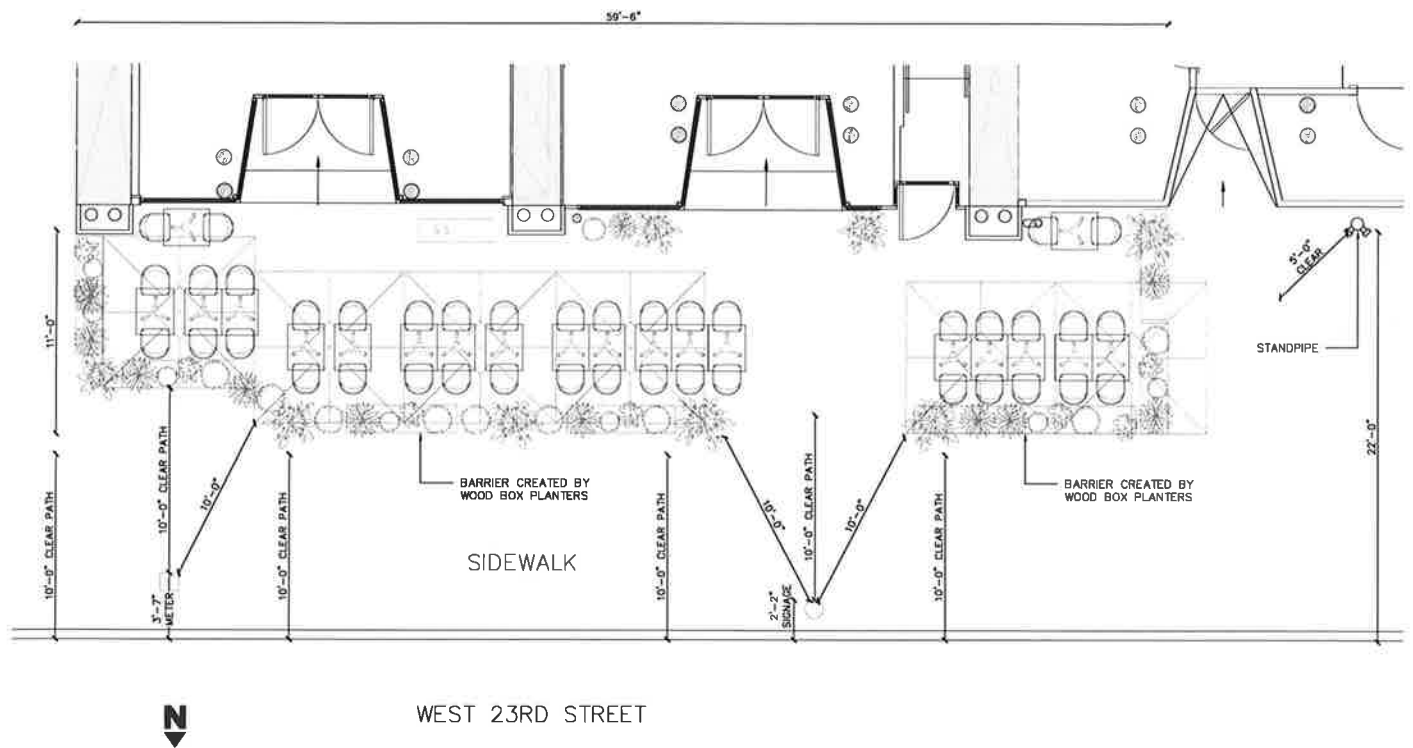 59'-6"
5'-0"
CLEAR
11'-0"
STANDPIPE
22'-0"
10'-0" CLEAR PATH
10'-0"
BARRIER CREATED BY
WOOD BOX PLANTERS
10'-0"
10'-0" CLEAR PATH
10'-0"
BARRIER CREATED BY
WOOD BOX PLANTERS
10'-0" CLEAR PATH
10'-0" CLEAR PATH
SIDEWALK
10'-0" CLEAR PATH
10'-0" CLEAR PATH
3'-7"
METER
2'-2"
SIGNAGE
N
WEST 23RD STREET